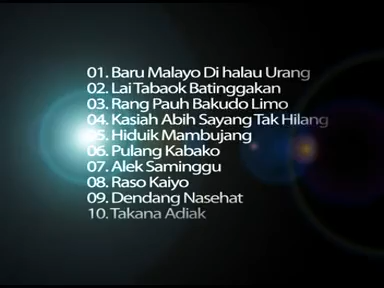 01. Baru Malayo Di halau Urang
02. Lai Tabaok Batinggakan
03. Rang Pauh Bakudo Limo
04. Kasiah Abih Sayang Tak Hilang
05. Hiduik Mambujang
06. Pulang Kabako
07. Alek Saminggu
08. Raso Kaiyo
09. Dendang Nasehat
10. Takana Adiak